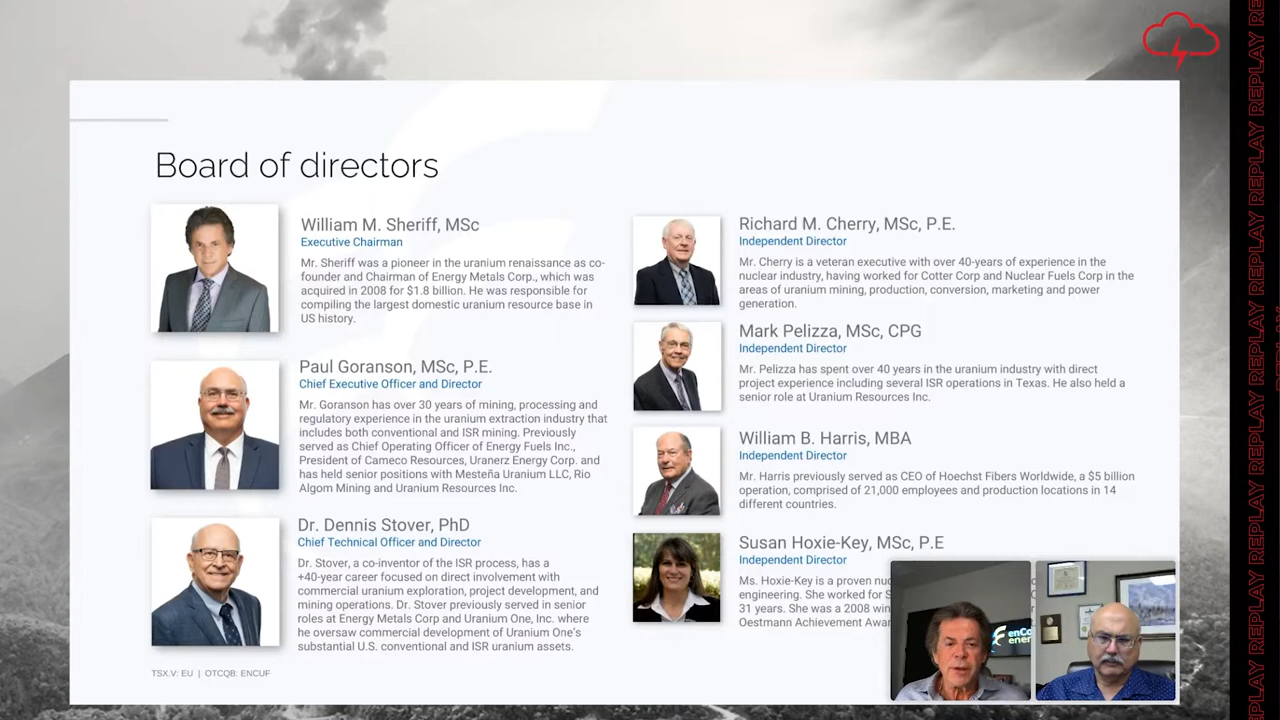 Board of directors
William M. Sheriff, MSc
Executive Chairman
Mr. Sheriff was a pioneer in the uranium renaissance as co-
founder and Chairman of Energy Metals Corp., which was
acquired in 2008 for $1.8 billion. He was responsible for
compiling the largest domestic uranium resource base in
US history.
Paul Goranson, MSc, P.E.
Chief Executive Officer and Director
Mr. Goranson has over 30 years of mining, processing and
regulatory experience in the uranium extraction industry that
includes both conventional and ISR mining. Previously
served as Chief Operating Officer of Energy Fuels Inc.,
President of Cameco Resources, Uranerz Energy Corp. and
has held senior positions with Mesteña Uranium LLC, Rio
Algom Mining and Uranium Resources Inc.
Dr. Dennis Stover, PhD
Chief Technical Officer and Director
Dr. Stover, a co-inventor of the ISR process, has a
+40-year career focused on direct involvement with
commercial uranium exploration, project development, and
mining operations. Dr. Stover previously served in senior
roles at Energy Metals Corp and Uranium One, Inc. where
he oversaw commercial development of Uranium One's
substantial U.S. conventional and ISR uranium assets.
TSX.V: EU | OTCQB: ENCUF
Richard M. Cherry, MSc, P.E.
Independent Director
Mr. Cherry is a veteran executive with over 40-years of experience in the
nuclear industry, having worked for Cotter Corp and Nuclear Fuels Corp in the
areas of uranium mining, production, conversion, marketing and power
generation.
Mark Pelizza, MSc, CPG
Independent Director
Mr. Pelizza has spent over 40 years in the uranium industry with direct
project experience including several ISR operations in Texas. He also held a
senior role at Uranium Resources Inc.
William B. Harris, MBA
Independent Director
Mr. Harris previously served as CEO of Hoechst Fibers Worldwide, a $5 billion
operation, comprised of 21,000 employees and production locations in 14
different countries.
Susan Hoxie-Key, MSc, P.E
Independent Director
Ms. Hoxie-Key is a proven
engineering. She worked for
31 years. She was a 2008
Oestmann Achievement
REPLAY REPLAY REPLAY REPLAY REPLAY REPLAY REPLAY REPLAY